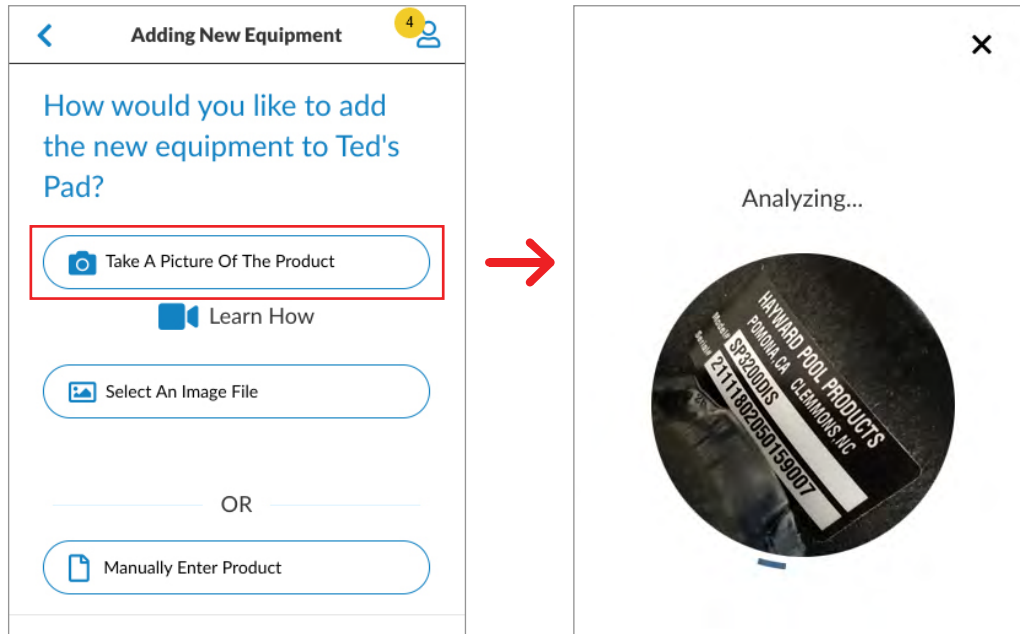 Adding New Equipment
4
How would you like to add
the new equipment to Ted's
Pad?
Take A Picture Of The Product
Learn How
Select An Image File
OR
Manually Enter Product
Analyzing...
HAYWARD POOL PRODUCTS
POMONA, CA CLEMMONS, NC
Model# SP3200DIS
Serial# 21111802050159007